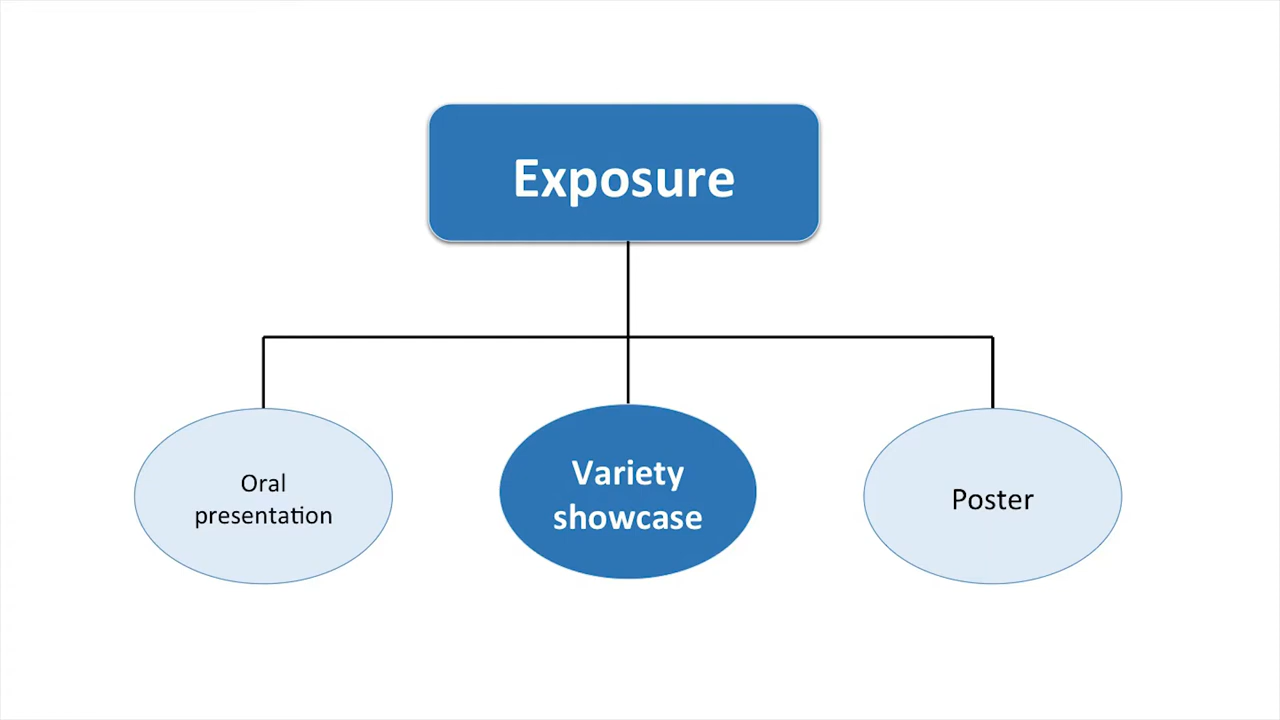 Exposure
Oral
presentation
Variety
showcase
Poster